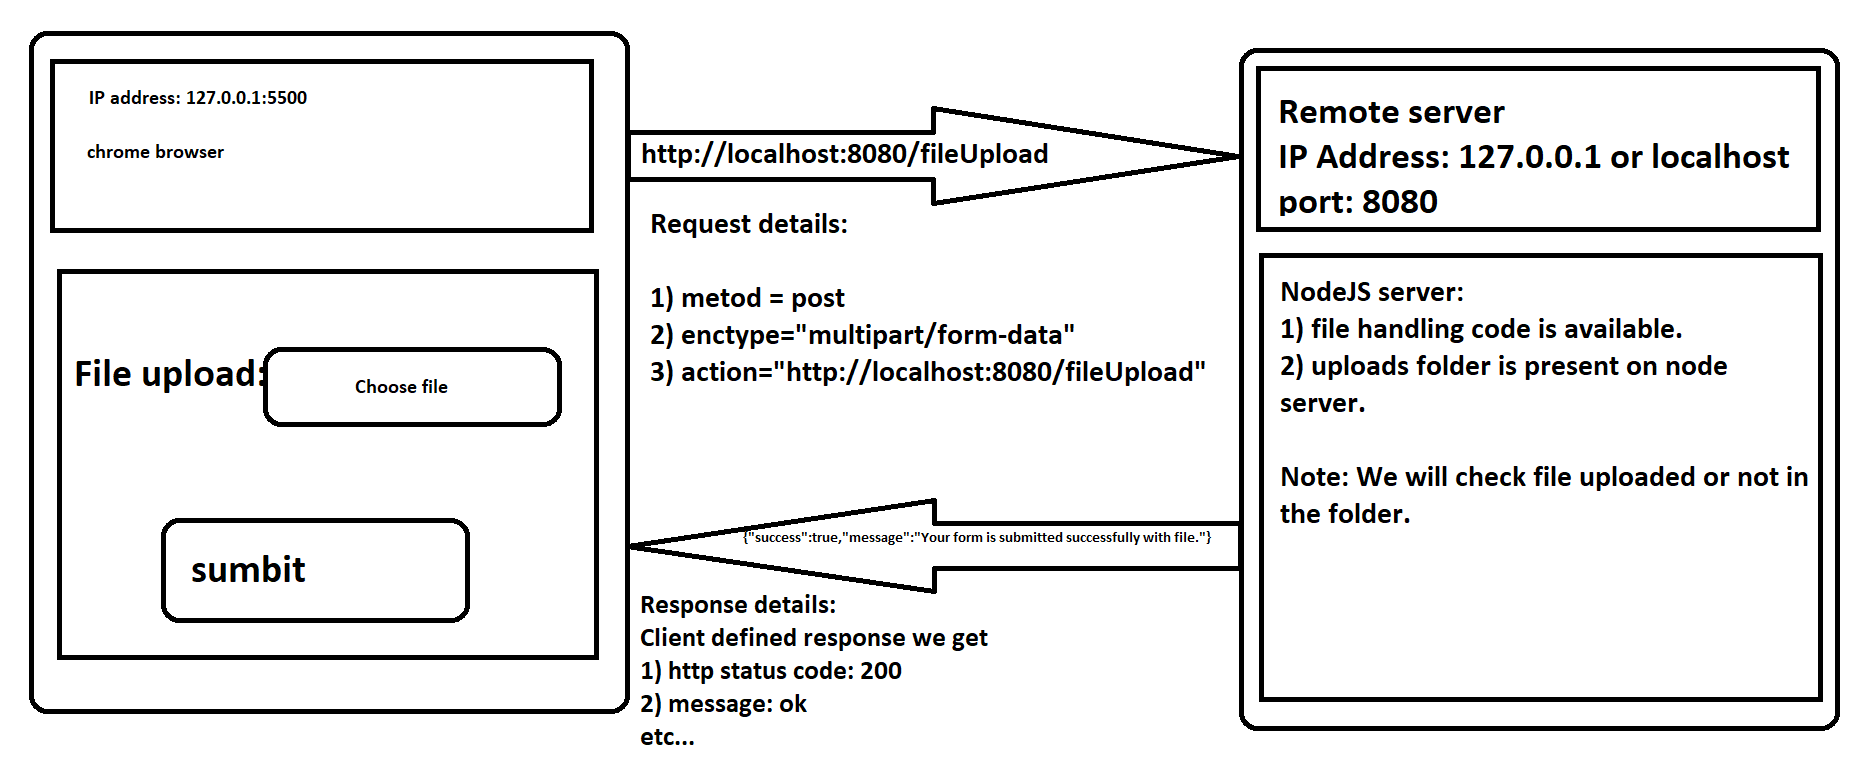 IP address: 127.0.0.1:5500
chrome browser
File upload:
Choose file
sumbit
http://localhost:8080/fileUpload
Request details:
1) metod = post
2) enctype="multipart/form-data"
3) action="http://localhost:8080/fileUpload"
{"success":true,"message":"Your form is submitted successfully with file."}
Response details:
Client defined response we get
1) http status code: 200
2) message: ok
etc...
Remote server
IP Address: 127.0.0.1 or localhost
port: 8080
NodeJS server:
1) file handling code is available.
2) uploads folder is present on node
server.
Note: We will check file uploaded or not in
the folder.